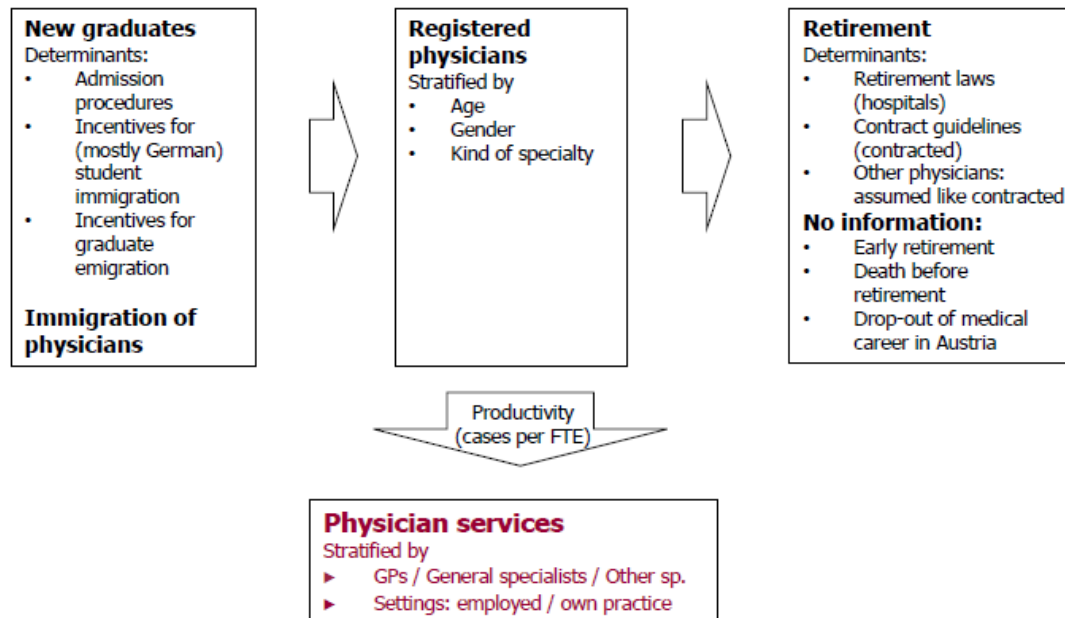 New graduates
Determinants:
• Admission
procedures
• Incentives for
(mostly German)
student
immigration
• Incentives for
graduate
emigration
Immigration of
physicians
Registered
physicians
Stratified by
• Age
• Gender
• Kind of specialty
Retirement
Determinants:
• Retirement laws
(hospitals)
• Contract guidelines
(contracted)
• Other physicians:
assumed like contracted
No information:
• Early retirement
• Death before
retirement
• Drop-out of medical
career in Austria
Productivity
(cases per FTE)
Physician services
Stratified by
► GPs / General specialists / Other sp.
► Settings: employed / own practice